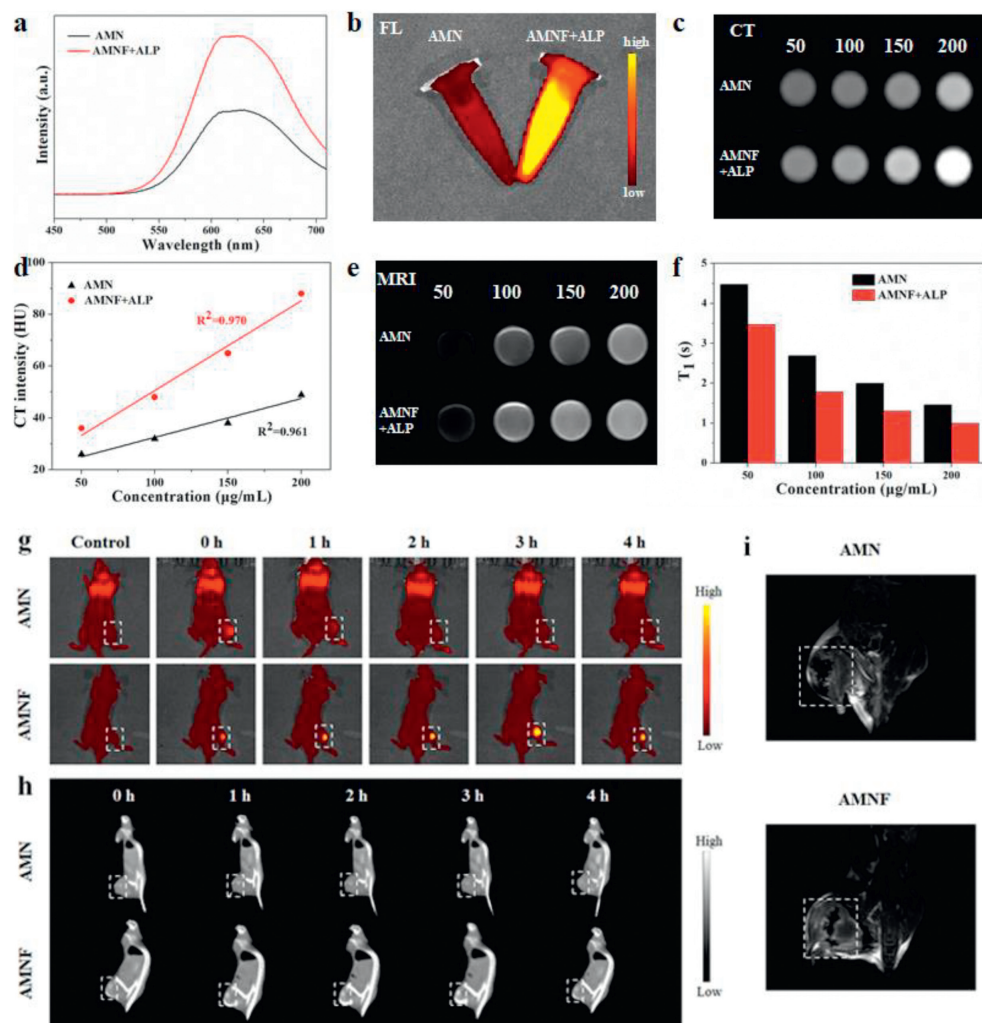 a
AMN
AMNF+ALP
Intensity (a.u.)
450 500 550 600 650 700
Wavelength (nm)
b
FL
AMN
AMNF+ALP
high
low
c
CT
50 100 150 200
AMN
AMNF
+ALP
d
AMN
AMNF+ALP
R²=0.970
R²=0.961
CT intensity (HU)
100
80
60
40
20
50 100 150 200
Concentration (μg/mL)
e
MRI
50 100 150 200
AMN
AMNF
+ALP
f
AMN
AMNF+ALP
T₁ (s)
5
4
3
2
1
0
50 100 150 200
Concentration (μg/mL)
g
Control 0 h 1 h 2 h 3 h 4 h
AMN
AMNF
High
Low
h
0 h 1 h 2 h 3 h 4 h
AMN
AMNF
High
Low
i
AMN
AMNF